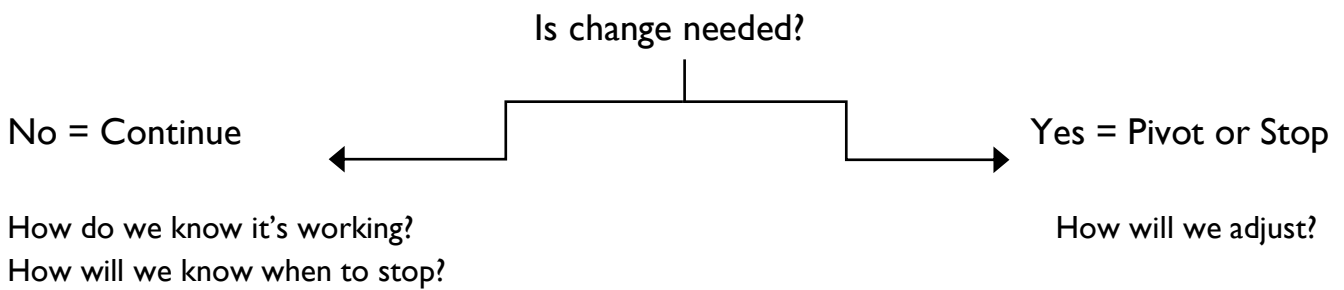 Is change needed?
No = Continue
Yes = Pivot or Stop
How do we know it’s working?
How will we know when to stop?
How will we adjust?